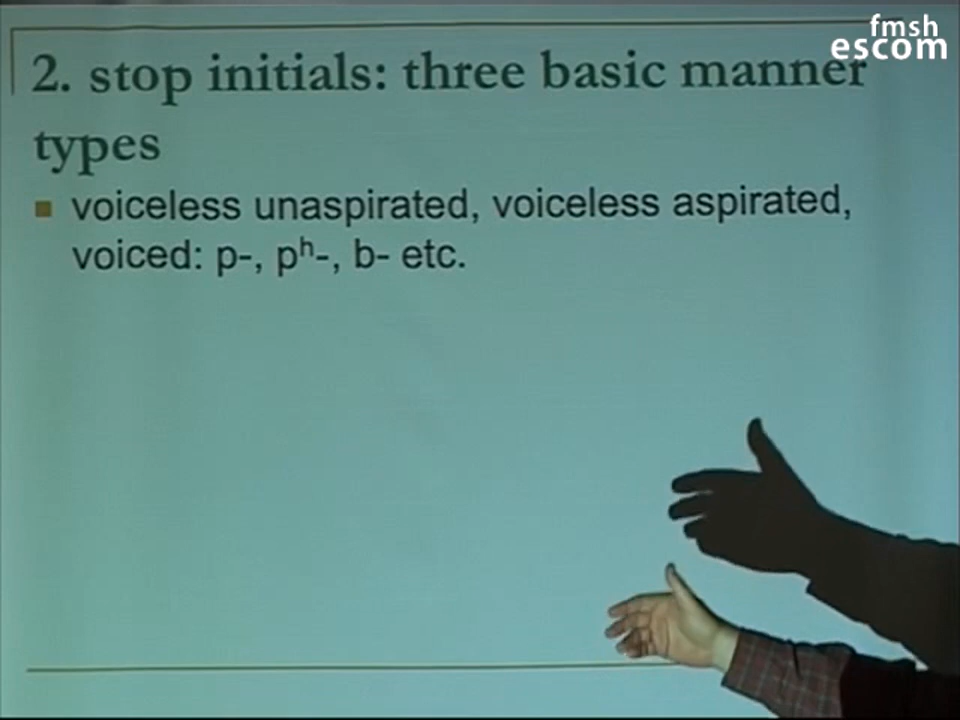 fmsh
escom
2. stop initials: three basic manner
types
voiceless unaspirated, voiceless aspirated,
voiced: p-, pʰ-, b- etc.